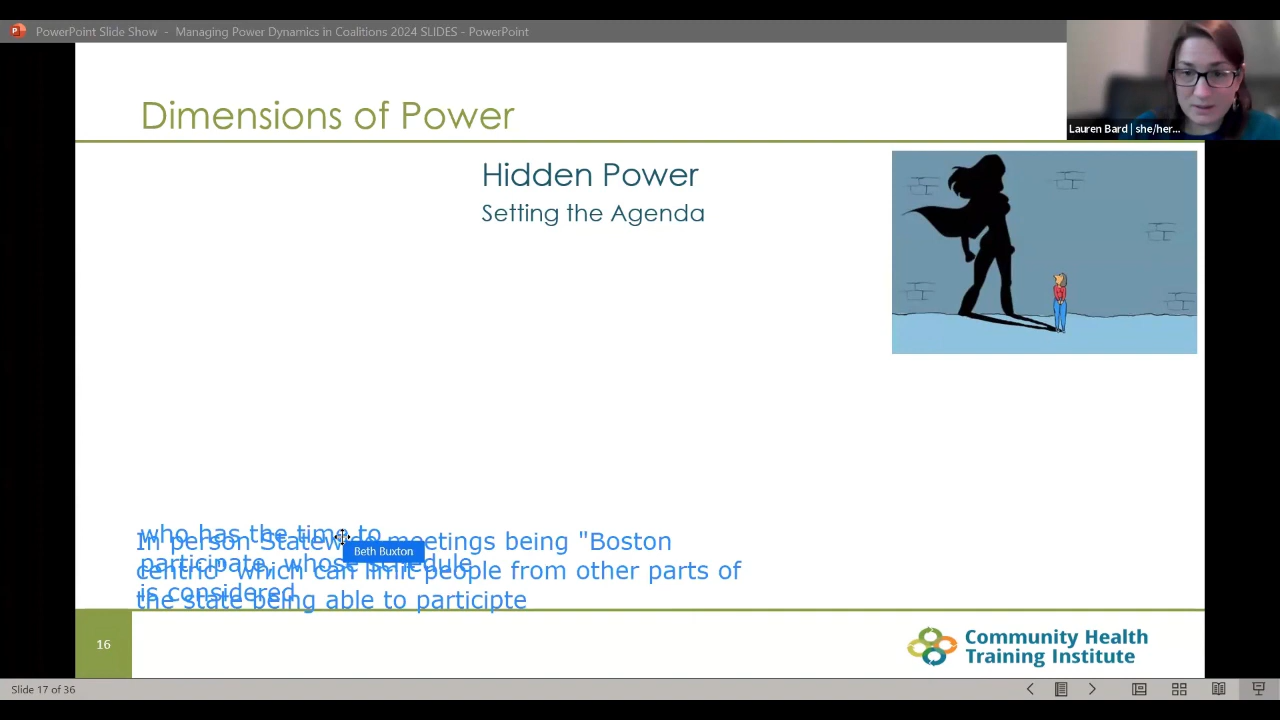 PowerPoint Slide Show - Managing Power Dynamics in Coalitions 2024 SLIDES - PowerPoint
Lauren Bard | she/her...
Dimensions of Power
Hidden Power
Setting the Agenda
who has the time to
participate, whose schedule
is considered
In person Statewide meetings being "Boston
centric" which can limit people from other parts of
the state being able to participte
Beth Buxton
16
Community Health
Training Institute
Slide 17 of 36